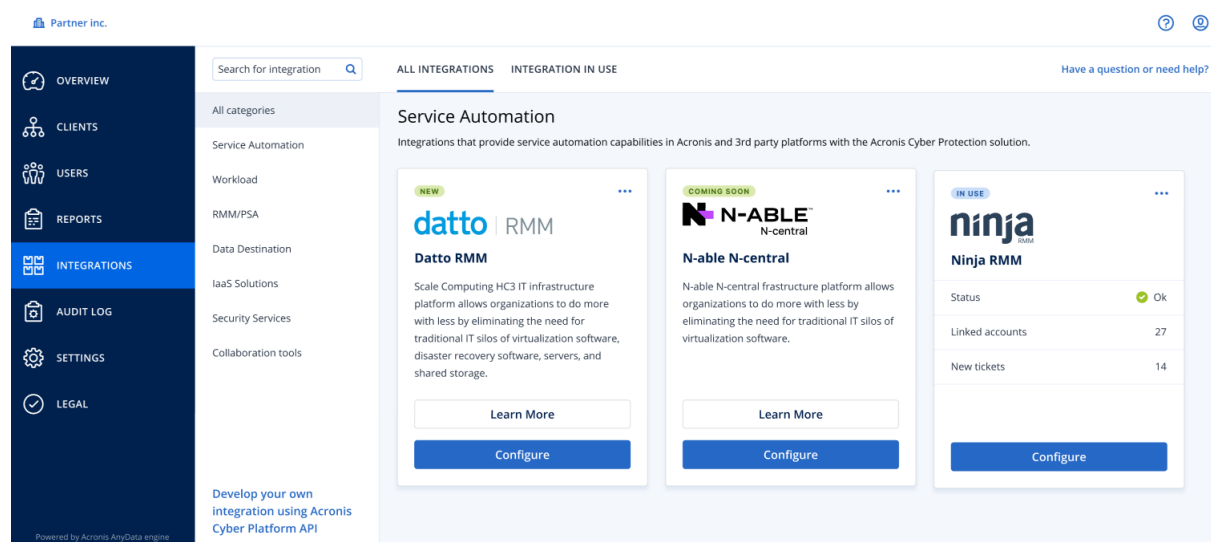 Partner inc.
OVERVIEW
CLIENTS
USERS
REPORTS
INTEGRATIONS
AUDIT LOG
SETTINGS
LEGAL
Powered by Acronis AnyData engine
Search for integration
All categories
Service Automation
Workload
RMM/PSA
Data Destination
IaaS Solutions
Security Services
Collaboration tools
Develop your own
integration using Acronis
Cyber Platform API
ALL INTEGRATIONS INTEGRATION IN USE
Have a question or need help?
Service Automation
Integrations that provide service automation capabilities in Acronis and 3rd party platforms with the Acronis Cyber Protection solution.
NEW
datto RMM
Datto RMM
Scale Computing HC3 IT infrastructure
platform allows organizations to do more
with less by eliminating the need for
traditional IT silos of virtualization software,
disaster recovery software, servers, and
shared storage.
Learn More
Configure
COMING SOON
N-ABLE
N-central
N-able N-central
N-able N-central frastructure platform allows
organizations to do more with less by
eliminating the need for traditional IT silos of
virtualization software.
Learn More
Configure
IN USE
ninja
RMM
Ninja RMM
Status Ok
Linked accounts 27
New tickets 14
Configure